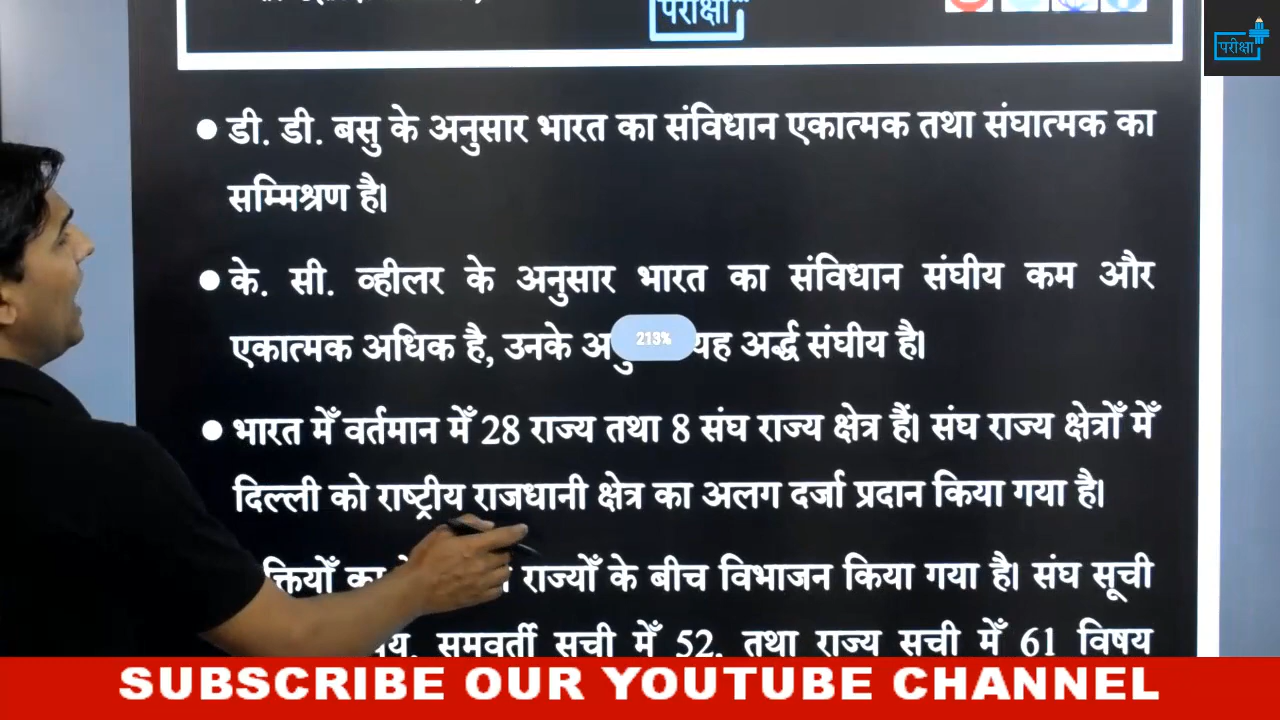 परीक्षा
परीक्षा
डी. डी. बसु के अनुसार भारत का संविधान एकात्मक तथा संघात्मक का
सम्मिश्रण है।
के. सी. व्हीलर के अनुसार भारत का संविधान संघीय कम और
एकात्मक अधिक है, उनके यह अर्द्ध संघीय है।
213%
भारत मेँ वर्तमान मेँ 28 राज्य तथा 8 संघ राज्य क्षेत्र हैं। संघ राज्य क्षेत्रोँ मेँ
दिल्ली को राष्ट्रीय राजधानी क्षेत्र का अलग दर्जा प्रदान किया गया है।
राज्योँ के बीच विभाजन किया गया है। संघ सूची
समवर्ती सूची मेँ 52, तथा राज्य सूची मेँ 61 विषय
SUBSCRIBE OUR YOUTUBE CHANNEL